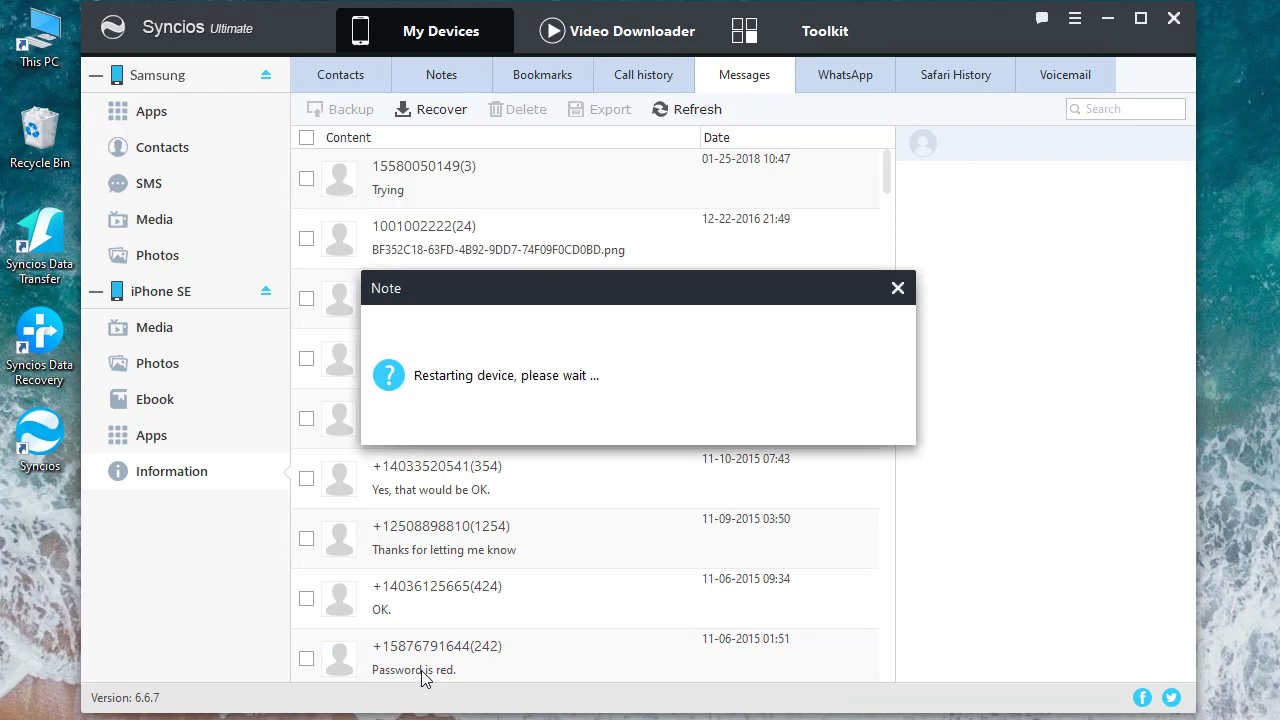 This PC
Recycle Bin
Syncios Data
Transfer
Syncios Data
Recovery
Syncios
Syncios Ultimate
My Devices
Video Downloader
Toolkit
Samsung
Apps
Contacts
SMS
Media
Photos
iPhone SE
Media
Photos
Ebook
Apps
Information
Contacts
Notes
Bookmarks
Call history
Messages
WhatsApp
Safari History
Voicemail
Backup
Recover
Delete
Export
Refresh
Search
Content
Date
15580050149(3)
01-25-2018 10:47
Trying
1001002222(24)
12-22-2016 21:49
BF352C18-63FD-4B92-9DD7-74F09F0CD0BD.png
Note
? Restarting device, please wait ...
+14033520541(354)
11-10-2015 07:43
Yes, that would be OK.
+12508898810(1254)
11-09-2015 03:50
Thanks for letting me know
+14036125665(424)
11-06-2015 09:34
OK.
+15876791644(242)
11-06-2015 01:51
Password is red.
Version: 6.6.7